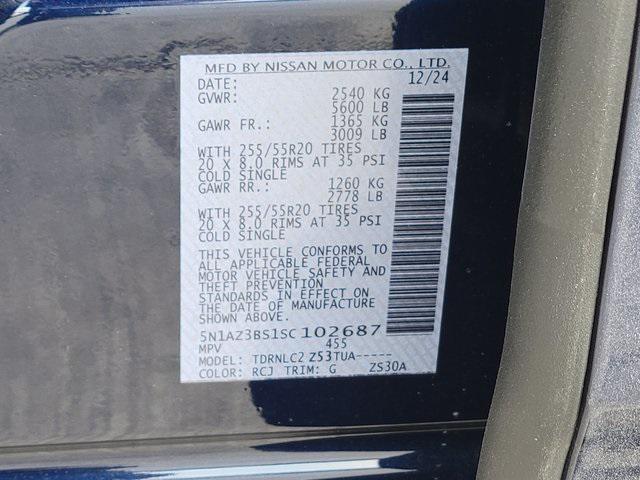 MFD BY NISSAN MOTOR CO., LTD.
DATE: 12/24
GVWR: 2540 KG
5600 LB
GAWR FR.: 1365 KG
3009 LB
WITH 255/55R20 TIRES
20 X 8.0 RIMS AT 35 PSI
COLD SINGLE
GAWR RR.: 1260 KG
2778 LB
WITH 255/55R20 TIRES
20 X 8.0 RIMS AT 35 PSI
COLD SINGLE
THIS VEHICLE CONFORMS TO
ALL APPLICABLE FEDERAL
MOTOR VEHICLE SAFETY AND
THEFT PREVENTION
STANDARDS IN EFFECT ON
THE DATE OF MANUFACTURE
SHOWN ABOVE.
5N1AZ3BS1SC102687
MPV 455
MODEL: TDRNLC2 Z53TUA-----
COLOR: RCJ TRIM: G ZS30A